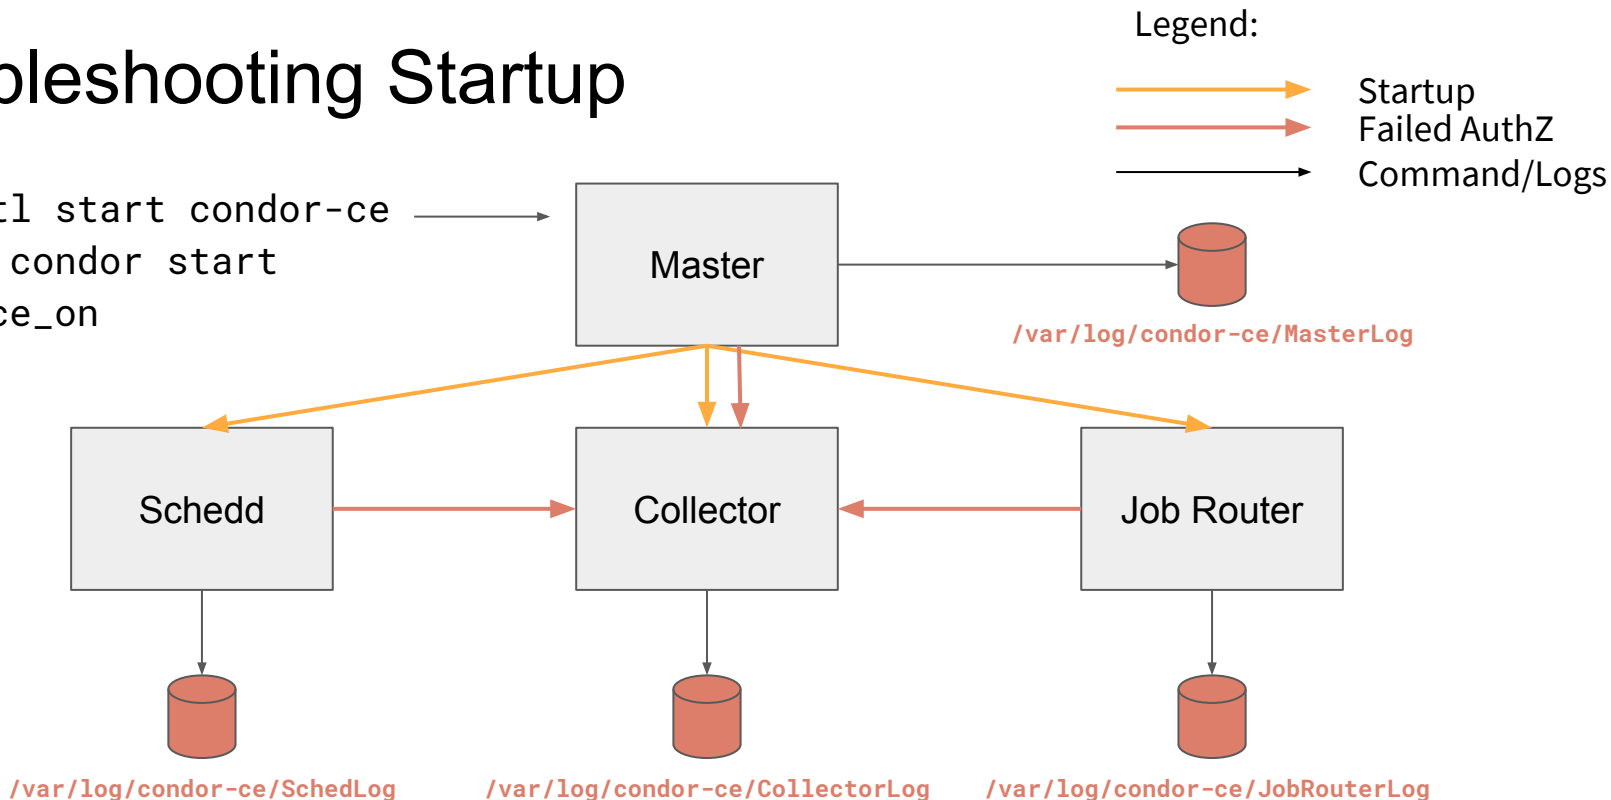 bleshooting Startup
Legend:
Startup
Failed AuthZ
Command/Logs
tl start condor-ce
condor start
ce_on
Master
/var/log/condor-ce/MasterLog
Schedd
Collector
Job Router
/var/log/condor-ce/SchedLog
/var/log/condor-ce/CollectorLog
/var/log/condor-ce/JobRouterLog